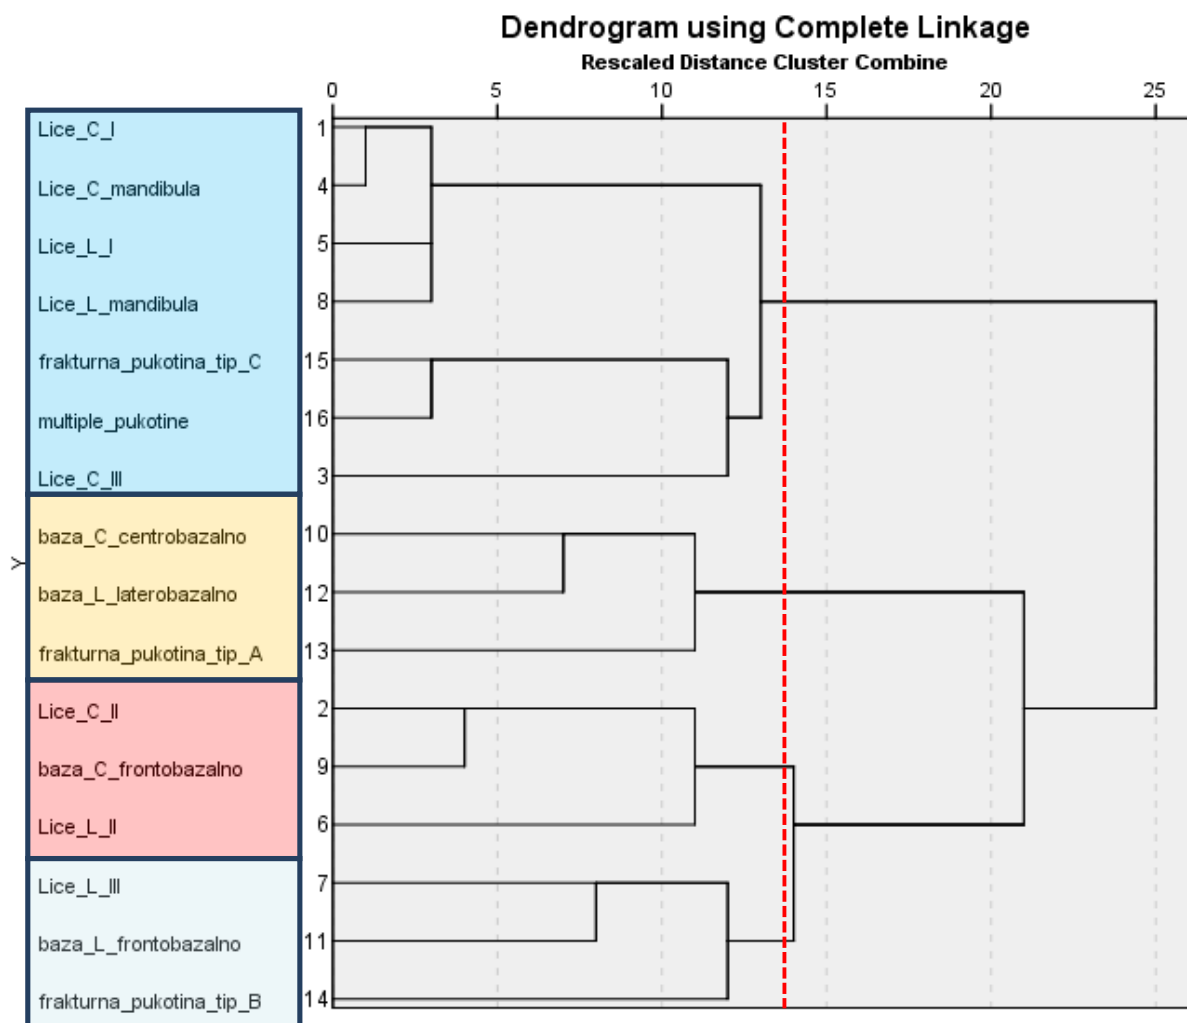 Dendrogram using Complete Linkage
Rescaled Distance Cluster Combine
0 5 10 15 20 25
Lice_C_I 1
Lice_C_mandibula 4
Lice_L_I 5
Lice_L_mandibula 8
frakturna_pukotina_tip_C 15
multiple_pukotine 16
Lice_C_III 3
baza_C_centrobazalno 10
Y
baza_L_laterobazalno 12
frakturna_pukotina_tip_A 13
Lice_C_II 2
baza_C_frontobazalno 9
Lice_L_II 6
Lice_L_III 7
baza_L_frontobazalno 11
frakturna_pukotina_tip_B 14